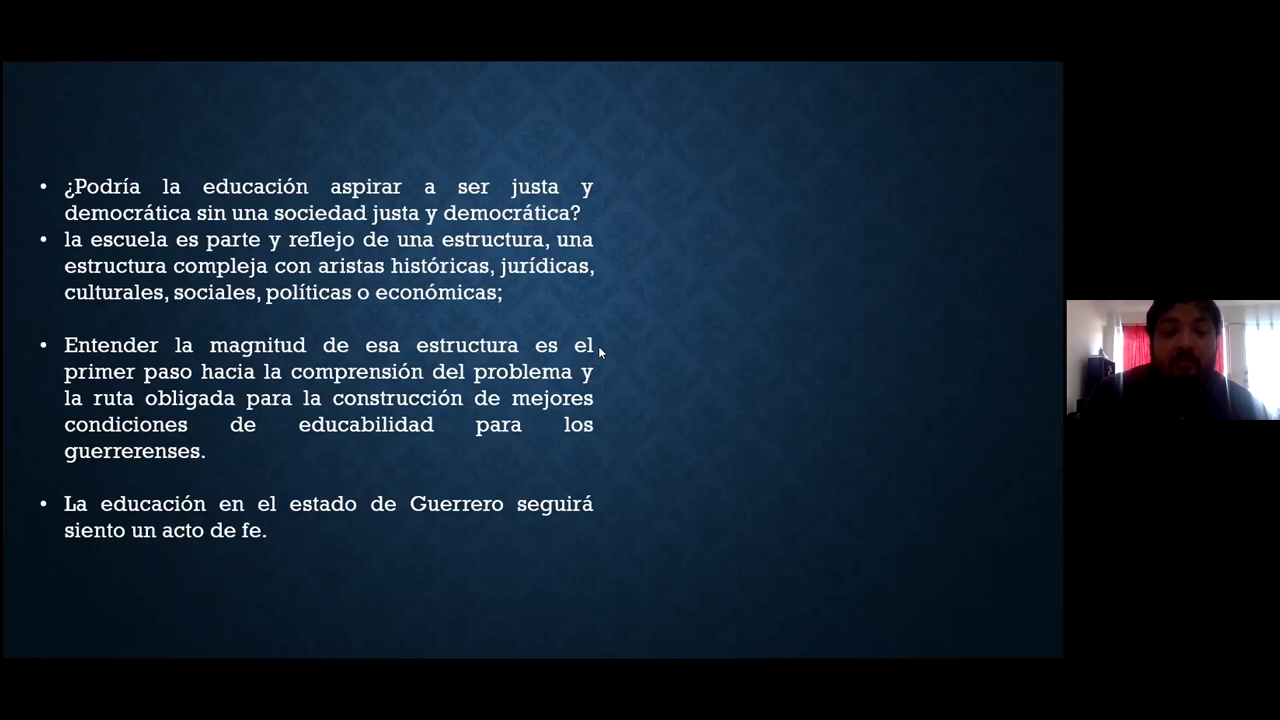 • ¿Podría la educación aspirar a ser justa y
democrática sin una sociedad justa y democrática?
• la escuela es parte y reflejo de una estructura, una
estructura compleja con aristas históricas, jurídicas,
culturales, sociales, políticas o económicas;
• Entender la magnitud de esa estructura es el
primer paso hacia la comprensión del problema y
la ruta obligada para la construcción de mejores
condiciones de educabilidad para los
guerrerenses.
• La educación en el estado de Guerrero seguirá
siento un acto de fe.